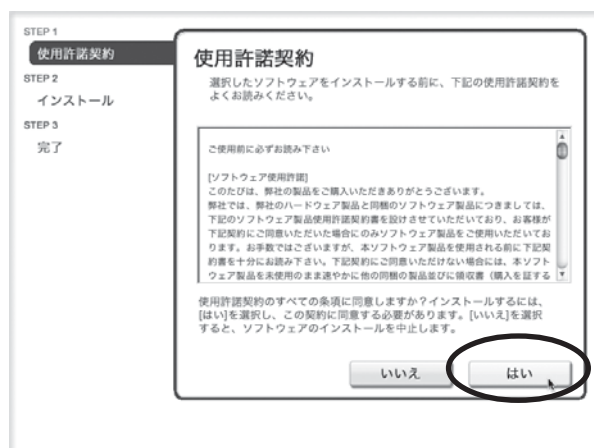 STEP 1
使用許諾契約
STEP 2
インストール
STEP 3
完了
使用許諾契約
選択したソフトウェアをインストールする前に、下記の使用許諾契約を
よくお読みください。
ご使用前に必ずお読み下さい
[ソフトウェア使用許諾]
このたびは、弊社の製品をご購入いただきありがとうございます。
弊社では、弊社のハードウェア製品と同梱のソフトウェア製品につきましては、
下記のソフトウェア製品使用許諾契約書を設けさせていただいており、お客様が
下記契約にご同意いただいた場合にのみソフトウェア製品をご使用いただいてお
ります。お手数ではございますが、本ソフトウェア製品を使用される前に下記契
約書を十分にお読み下さい。下記契約にご同意いただけない場合には、本ソフト
ウェア製品を未使用のまま速やかに他の同梱の製品並びに領収書（購入を証する
使用許諾契約のすべての条項に同意しますか？インストールするには、
[はい]を選択し、この契約に同意する必要があります。[いいえ]を選択
すると、ソフトウェアのインストールを中止します。
いいえ
はい